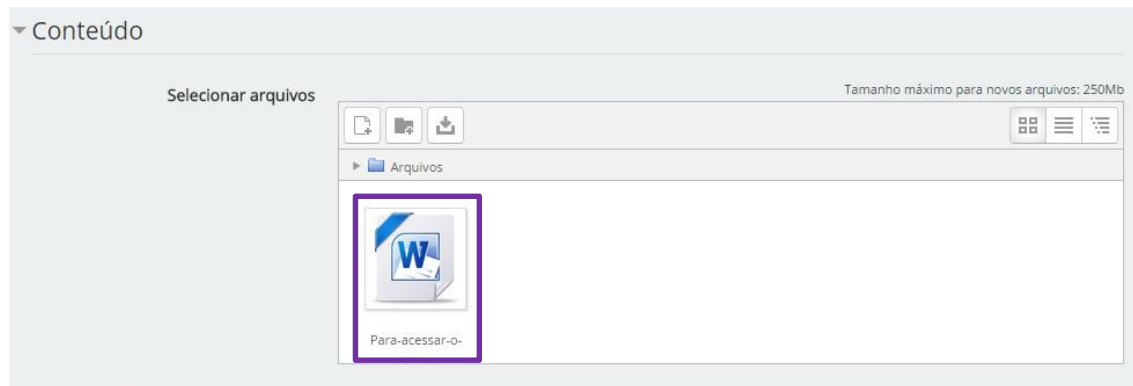 Conteúdo
Selecionar arquivos
Tamanho máximo para novos arquivos: 250Mb
Arquivos
W
Para-acessar-o-